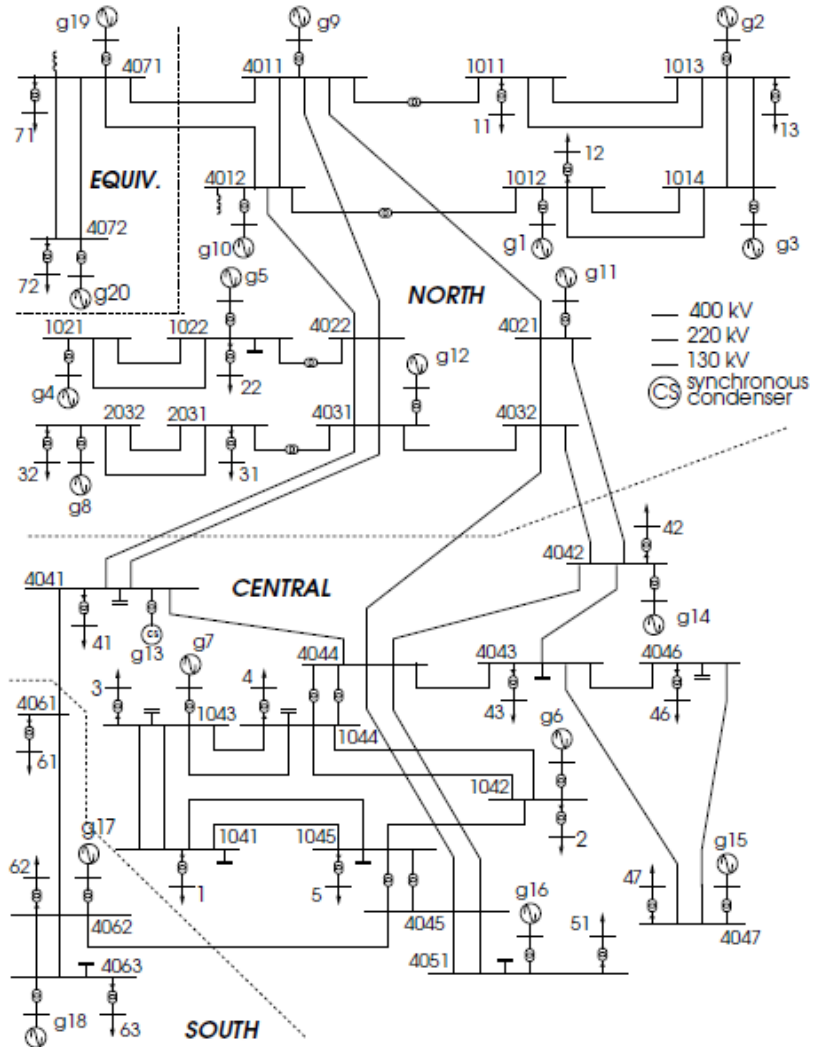 g19 g9 g2
4071 4011 1011 1013
71 11 13
EQUIV. 12
4012 1012 1014
4072
g10 g1 g3
72 g20 g5 NORTH g11
1021 1022 4022 4021
400 kV
220 kV
130 kV
CS synchronous
condenser
g12
g4 22
2032 2031 4031 4032
32 g8 31
42
4042
4041 CENTRAL
g14
41 CS
g13 g7
4044 4043 4046
3 4
4061 1043 1044 43 46
g6
61
1042
g17 1041 1045 2
g15
62 1 5 g16 47
51
4062 4045 4047
4063 4051
g18 63 SOUTH